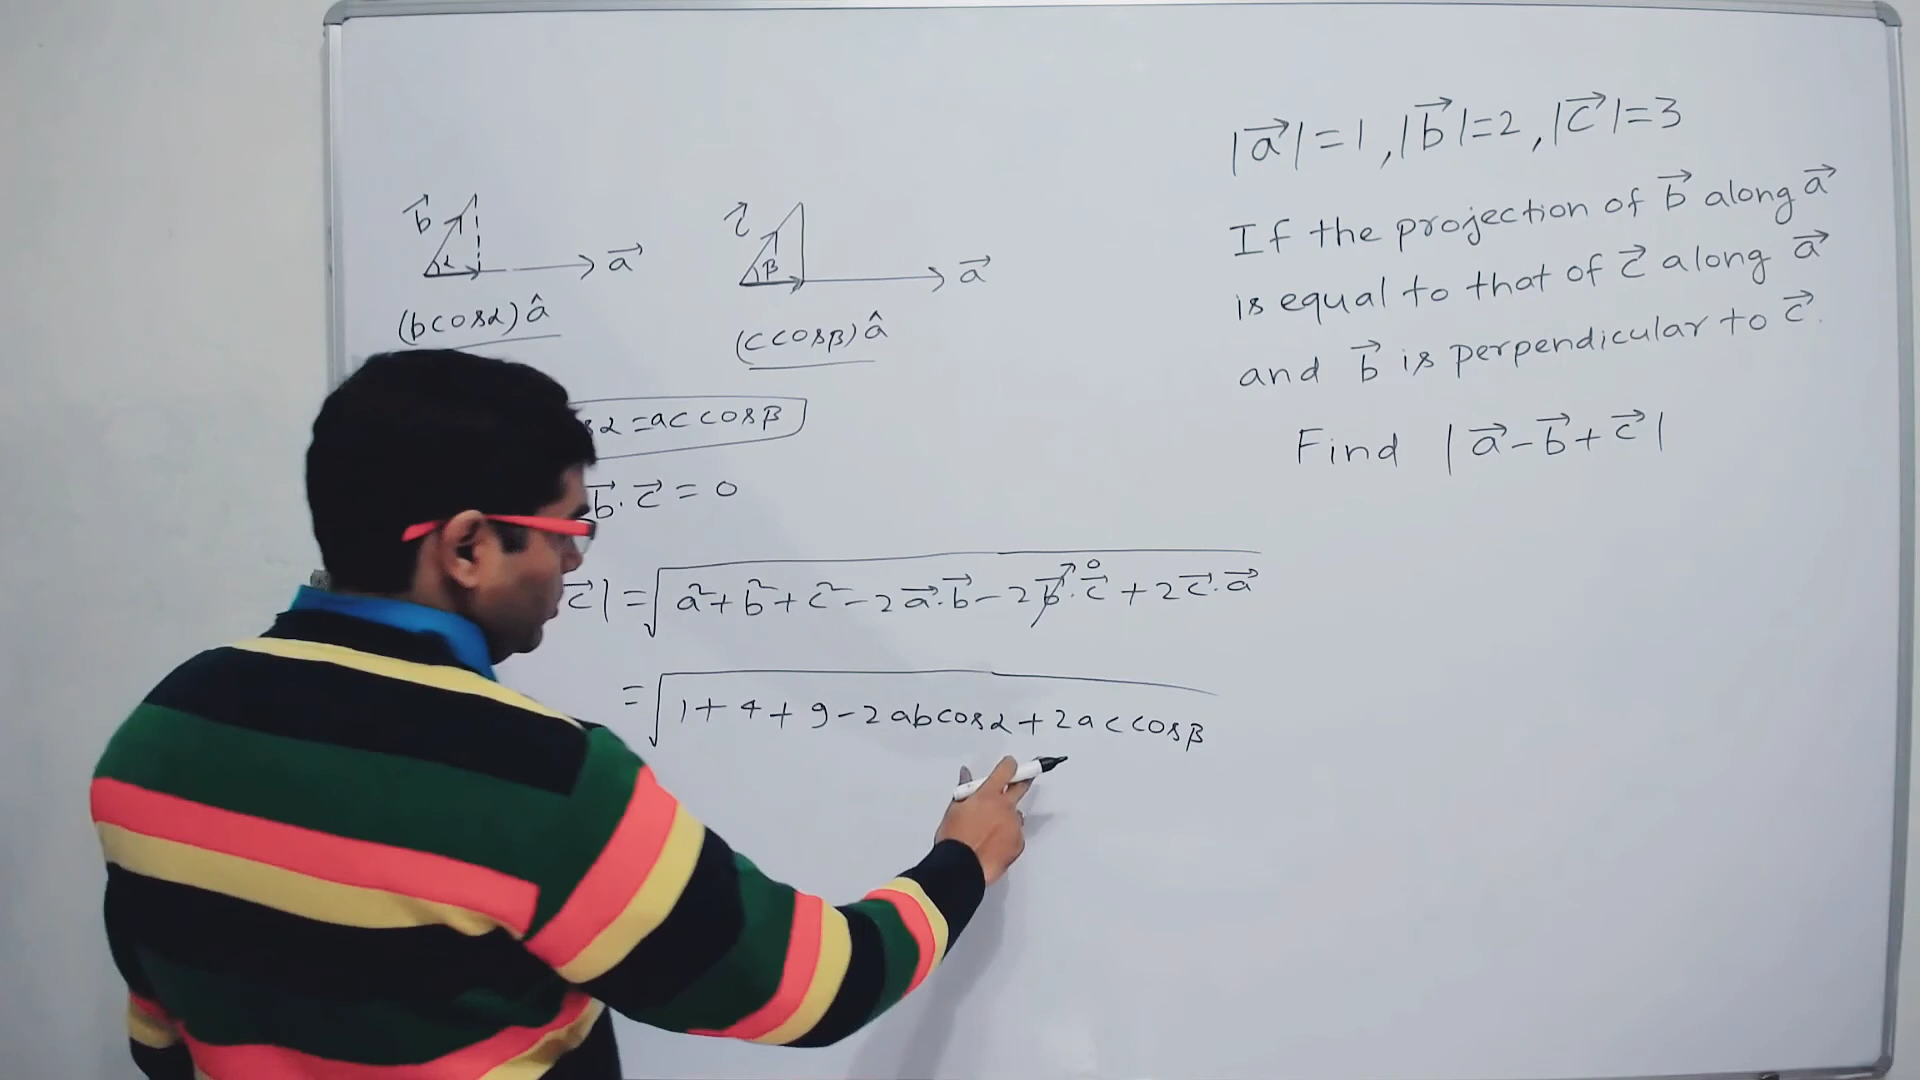 |a⃗|=1, |b⃗|=2, |c⃗|=3
If the projection of b⃗ along a⃗
is equal to that of c⃗ along a⃗
and b⃗ is perpendicular to c⃗.
Find |a⃗-b⃗+c⃗|
b⃗ α a⃗
(bcosα)â
c⃗ β a⃗
(ccosβ)â
α=accosβ
b⃗.c⃗=0
c⃗|=√a²+b²+c²-2a⃗.b⃗-2b⃗.c⃗ 0+2c⃗.a⃗
=√1+4+9-2abcosα+2accosβ